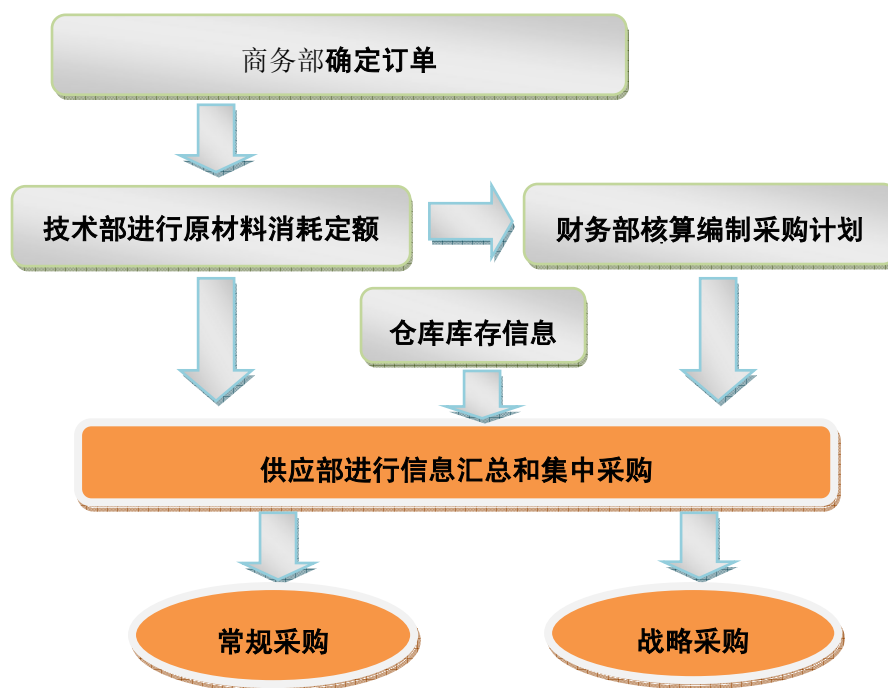 商务部确定订单
技术部进行原材料消耗定额
财务部核算编制采购计划
仓库库存信息
供应部进行信息汇总和集中采购
常规采购
战略采购